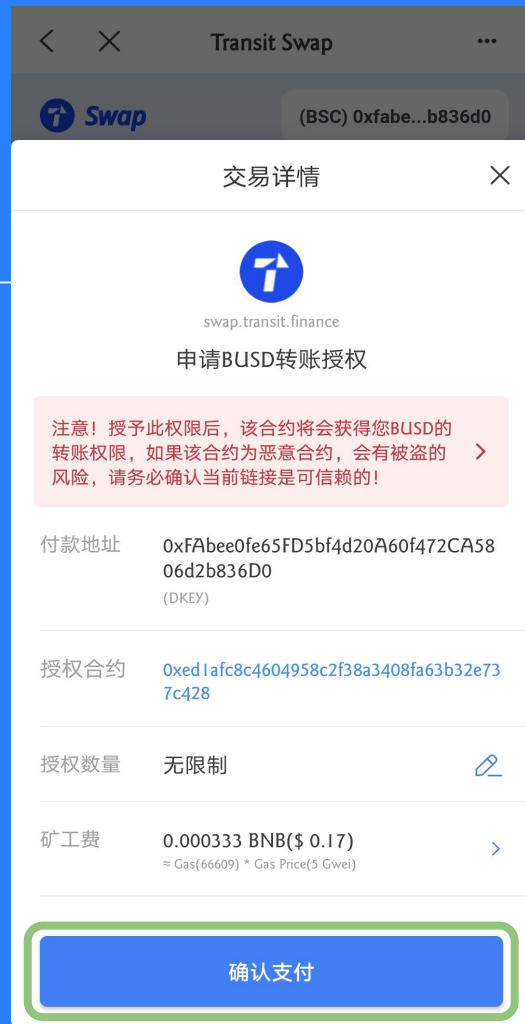 Transit Swap
Swap
(BSC) 0xfabe...b836d0
交易详情
swap.transit.finance
申请BUSD转账授权
注意！授予此权限后，该合约将会获得您BUSD的
转账权限，如果该合约为恶意合约，会有被盗的
风险，请务必确认当前链接是可信赖的！
付款地址
0xFAbee0fe65FD5bf4d20A60f472CA58
06d2b836D0
(DKEY)
授权合约
0xed1afc8c4604958c2f38a3408fa63b32e73
7c428
授权数量
无限制
矿工费
0.000333 BNB($ 0.17)
≈ Gas(66609) * Gas Price(5 Gwei)
确认支付